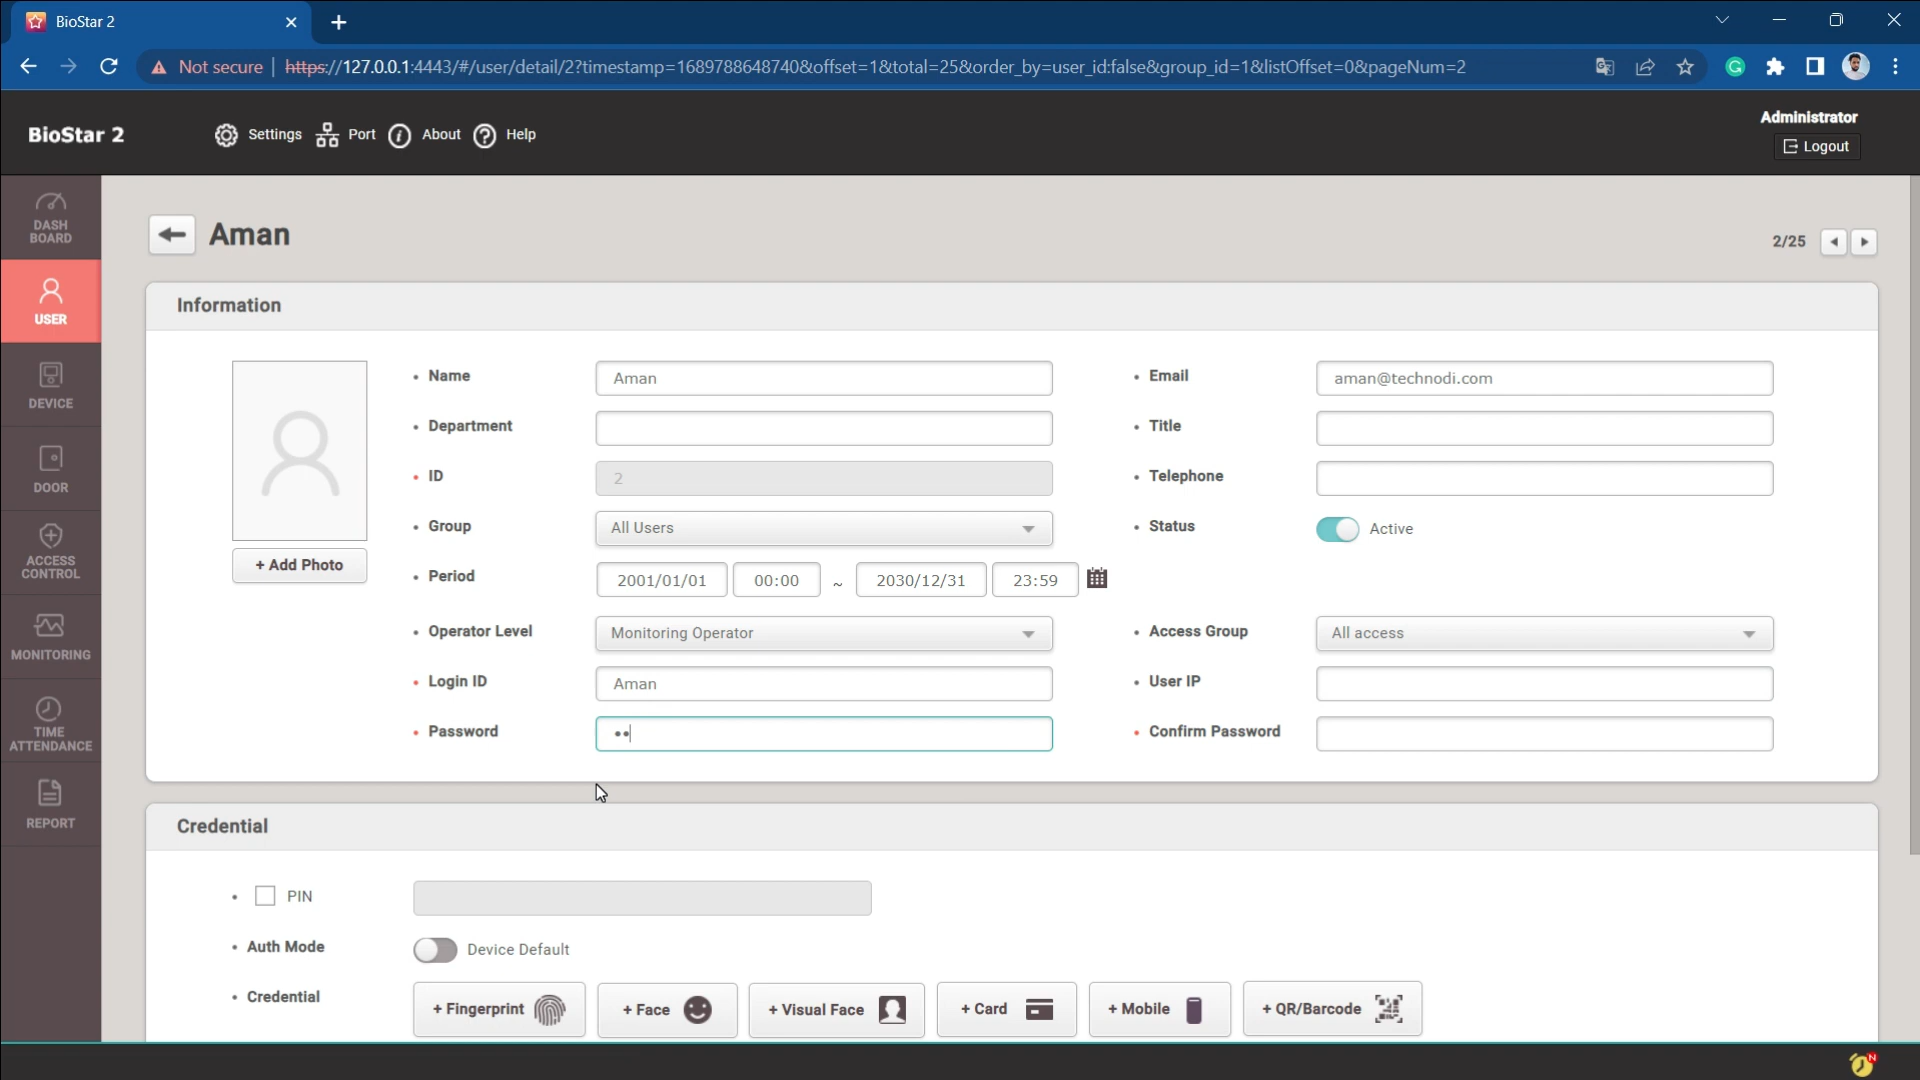 BioStar 2
Not secure
https://127.0.0.1:4443/#/user/detail/2?timestamp=1689788648740&offset=1&total=25&order_by=user_id:false&group_id=1&listOffset=0&pageNum=2
BioStar 2
Settings
Port
About
Help
Administrator
Logout
DASH
BOARD
USER
DEVICE
DOOR
ACCESS
CONTROL
MONITORING
TIME
ATTENDANCE
REPORT
Aman
2/25
Information
+ Add Photo
Name Aman
Email aman@technodi.com
Department
Title
ID 2
Telephone
Group All Users
Status Active
Period 2001/01/01 00:00 ~ 2030/12/31 23:59
Operator Level Monitoring Operator
Access Group All access
Login ID Aman
User IP
Password ••
Confirm Password
Credential
PIN
Auth Mode Device Default
Credential
+ Fingerprint
+ Face
+ Visual Face
+ Card
+ Mobile
+ QR/Barcode
N